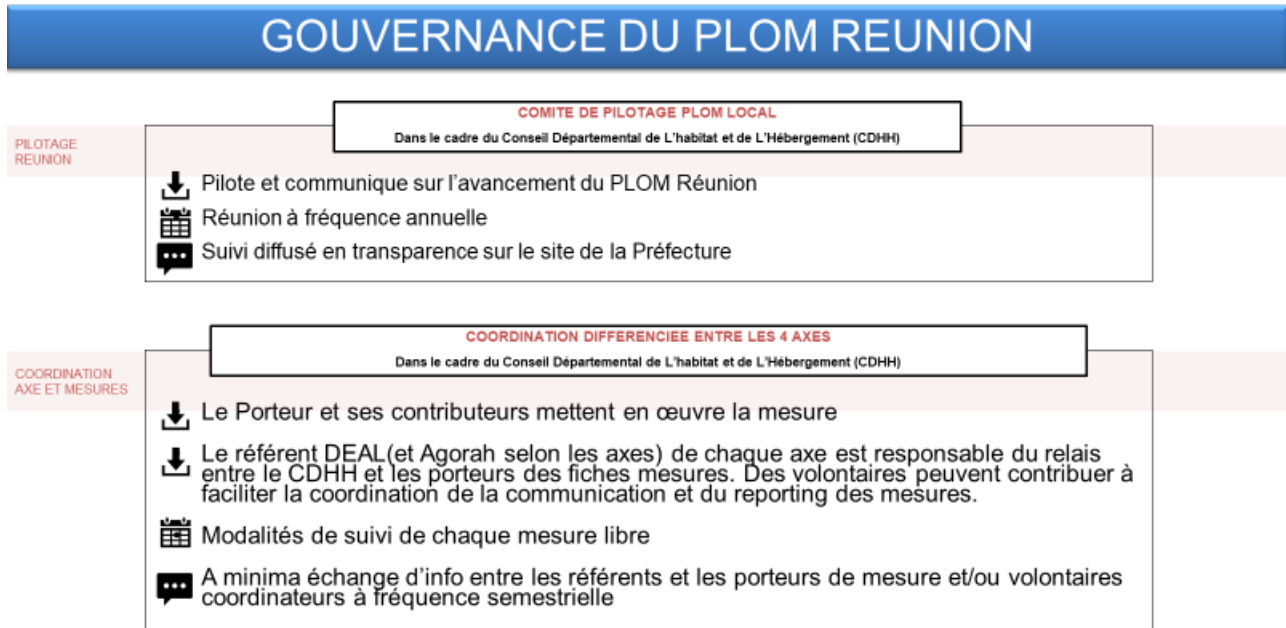 GOUVERNANCE DU PLOM REUNION
COMITE DE PILOTAGE PLOM LOCAL
Dans le cadre du Conseil Départemental de L'habitat et de L'Hébergement (CDHH)
PILOTAGE
REUNION
Pilote et communique sur l'avancement du PLOM Réunion
Réunion à fréquence annuelle
Suivi diffusé en transparence sur le site de la Préfecture
COORDINATION DIFFERENCIEE ENTRE LES 4 AXES
Dans le cadre du Conseil Départemental de L'habitat et de L'Hébergement (CDHH)
COORDINATION
AXE ET MESURES
Le Porteur et ses contributeurs mettent en œuvre la mesure
Le référent DEAL(et Agorah selon les axes) de chaque axe est responsable du relais
entre le CDHH et les porteurs des fiches mesures. Des volontaires peuvent contribuer à
faciliter la coordination de la communication et du reporting des mesures.
Modalités de suivi de chaque mesure libre
A minima échange d'info entre les référents et les porteurs de mesure et/ou volontaires
coordinateurs à fréquence semestrielle